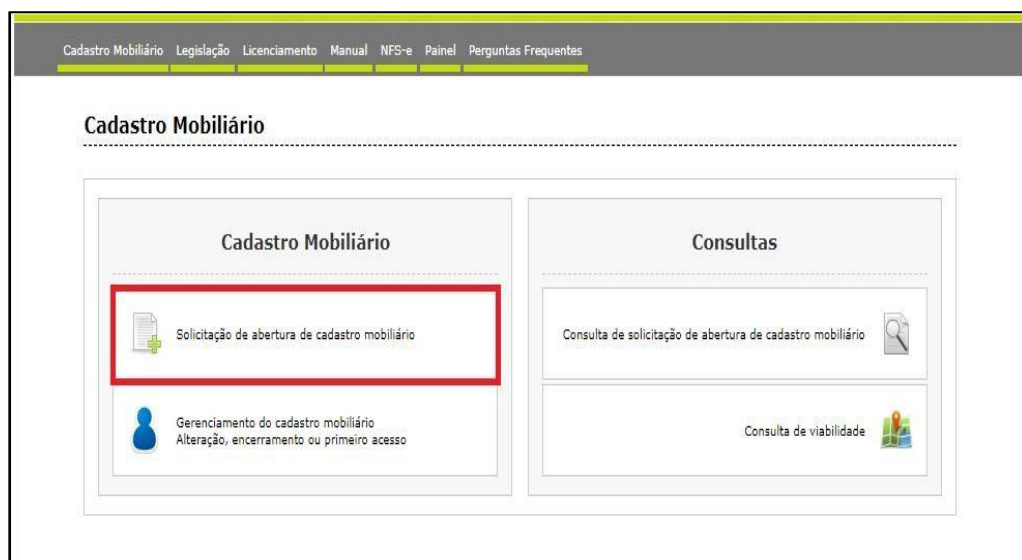 Cadastro Mobiliário Legislação Licenciamento Manual NFS-e Painel Perguntas Frequentes
Cadastro Mobiliário
Cadastro Mobiliário
Solicitação de abertura de cadastro mobiliário
Gerenciamento do cadastro mobiliário
Alteração, encerramento ou primeiro acesso
Consultas
Consulta de solicitação de abertura de cadastro mobiliário
Consulta de viabilidade